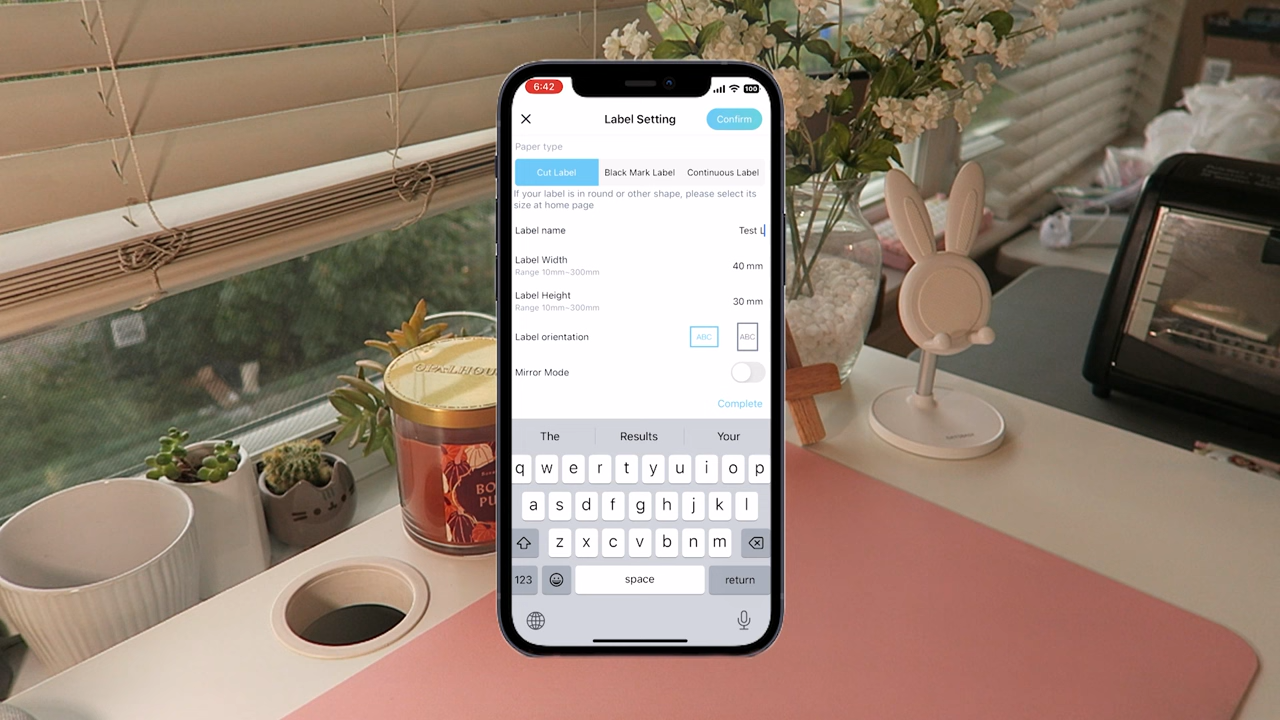 6:42
100
Label Setting
Confirm
Paper type
Cut Label
Black Mark Label
Continuous Label
If your label is in round or other shape, please select its
size at home page
Label name
Test L
Label Width
Range 10mm~300mm
40 mm
Label Height
Range 10mm~300mm
30 mm
Label orientation
ABC
ABC
Mirror Mode
Complete
The
Results
Your
q w e r t y u i o p
a s d f g h j k l
z x c v b n m
123
space
return
OPALHOUSE